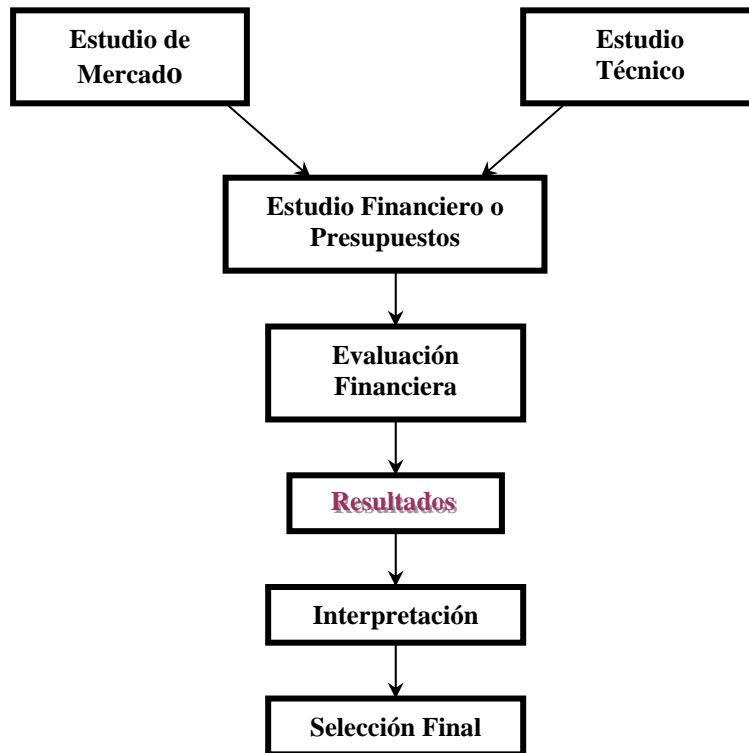 Estudio de
Mercado
Estudio
Técnico
Estudio Financiero o
Presupuestos
Evaluación
Financiera
Resultados
Interpretación
Selección Final